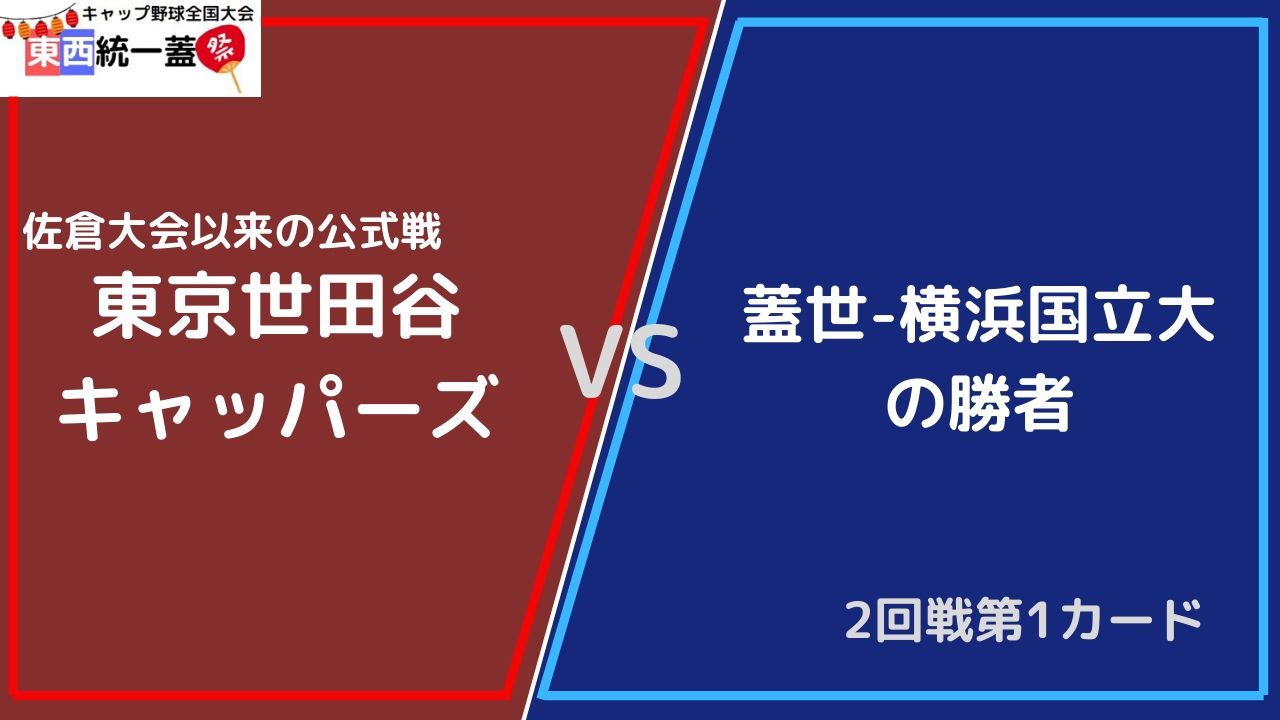 キャップ野球全国大会
東西統一蓋祭
佐倉大会以来の公式戦
東京世田谷
キャッパーズ
VS
蓋世-横浜国立大
の勝者
2回戦第1カード